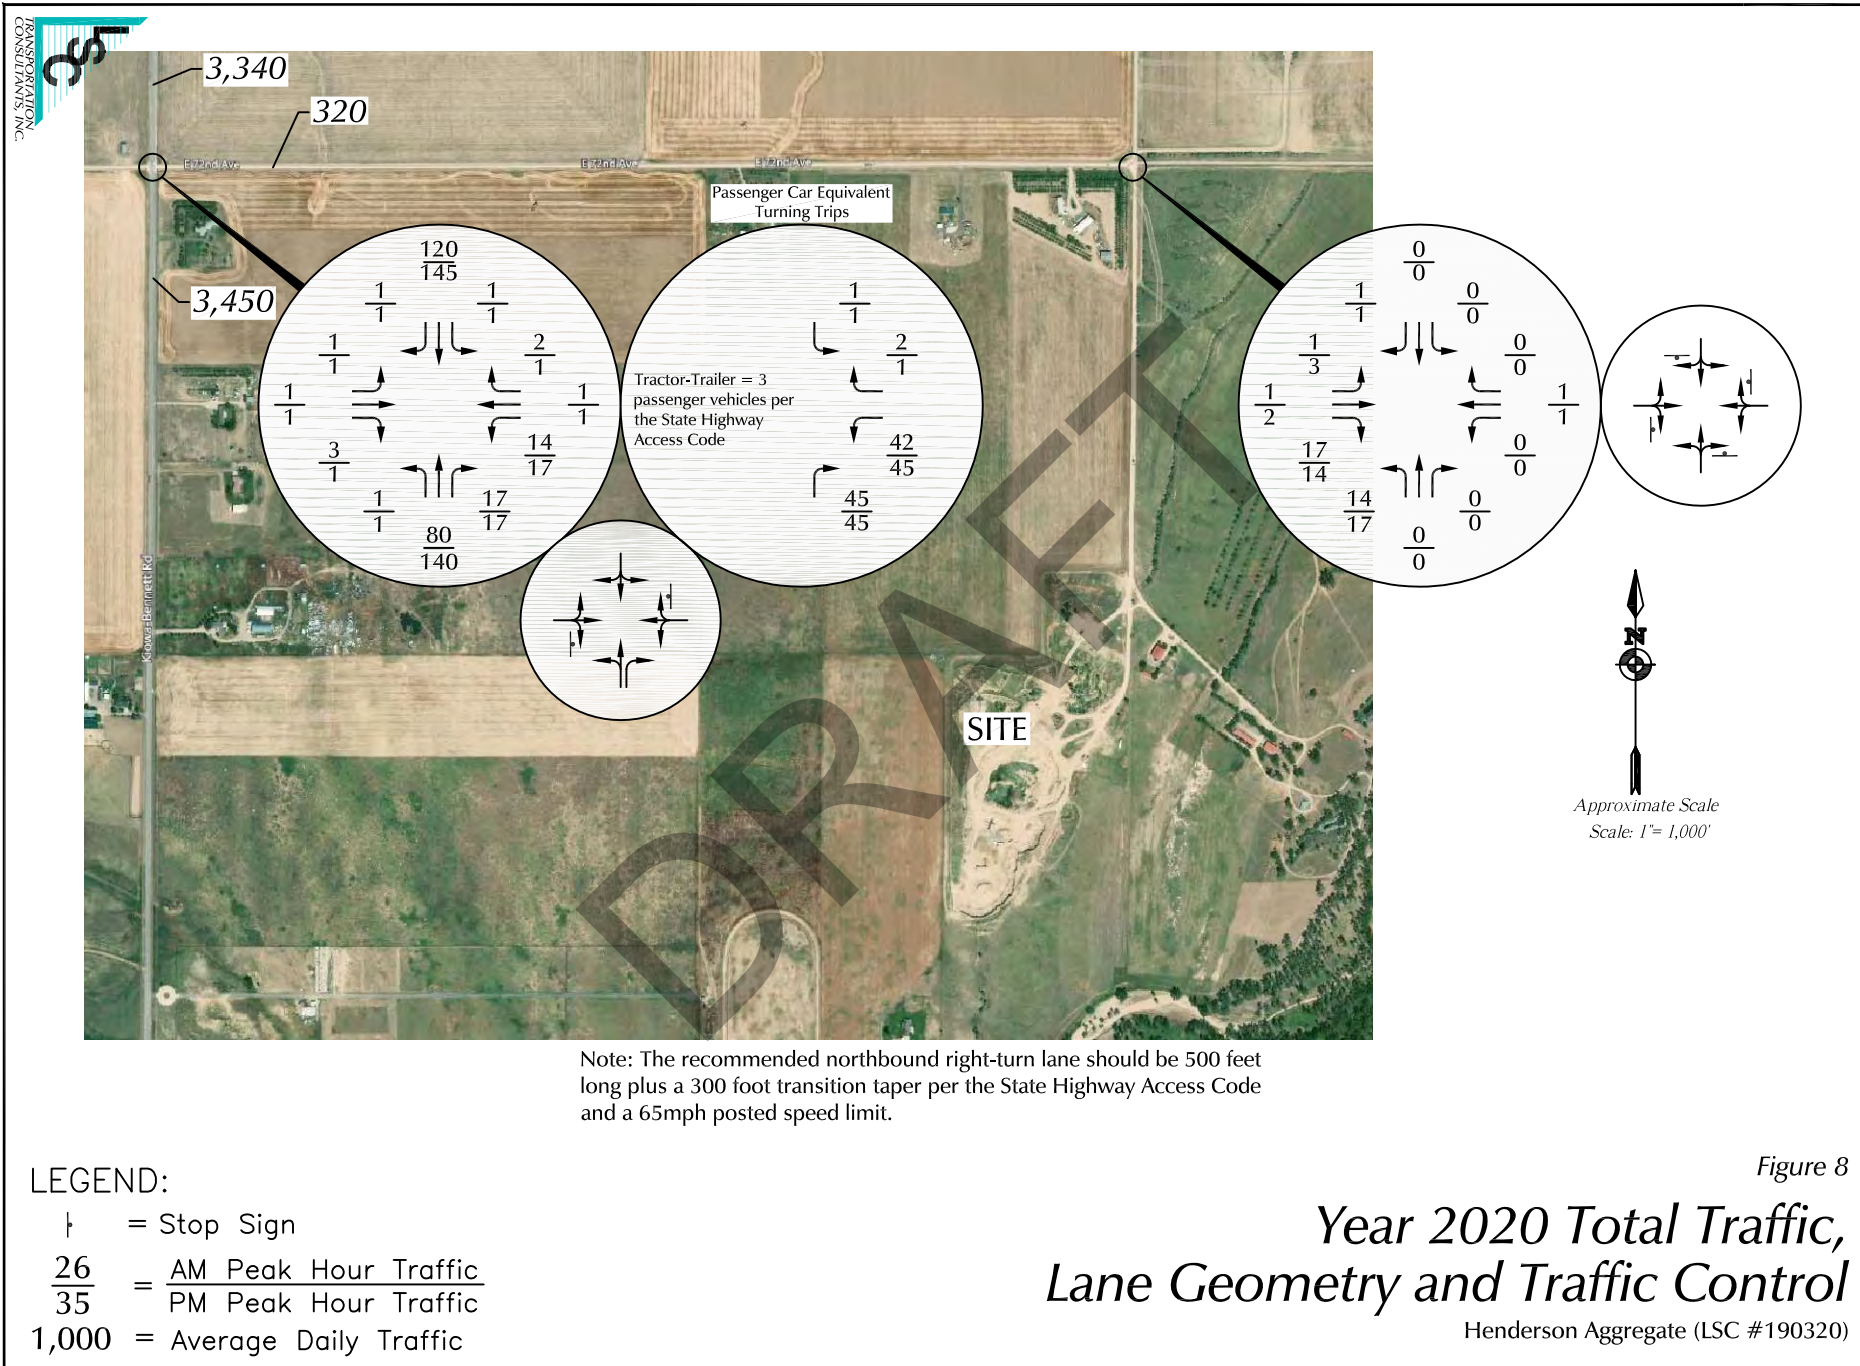 LSC
TRANSPORTATION
CONSULTANTS, INC.
3,340
320
E 72nd Ave
E 72nd Ave
E 72nd Ave
3,450
Kiowa-Bennett Rd
Passenger Car Equivalent
Turning Trips
120
145
1
1
1
1
1
1
2
1
1
1
1
1
3
1
14
17
1
1
17
17
80
140
1
1
2
1
Tractor-Trailer = 3
passenger vehicles per
the State Highway
Access Code
42
45
45
45
0
0
1
1
0
0
1
3
0
0
1
2
1
1
17
14
0
0
14
17
0
0
0
0
SITE
DRAFT
N
Approximate Scale
Scale: 1"= 1,000'
Note: The recommended northbound right-turn lane should be 500 feet
long plus a 300 foot transition taper per the State Highway Access Code
and a 65mph posted speed limit.
LEGEND:
= Stop Sign
26
35
= AM Peak Hour Traffic
PM Peak Hour Traffic
1,000 = Average Daily Traffic
Figure 8
Year 2020 Total Traffic,
Lane Geometry and Traffic Control
Henderson Aggregate (LSC #190320)